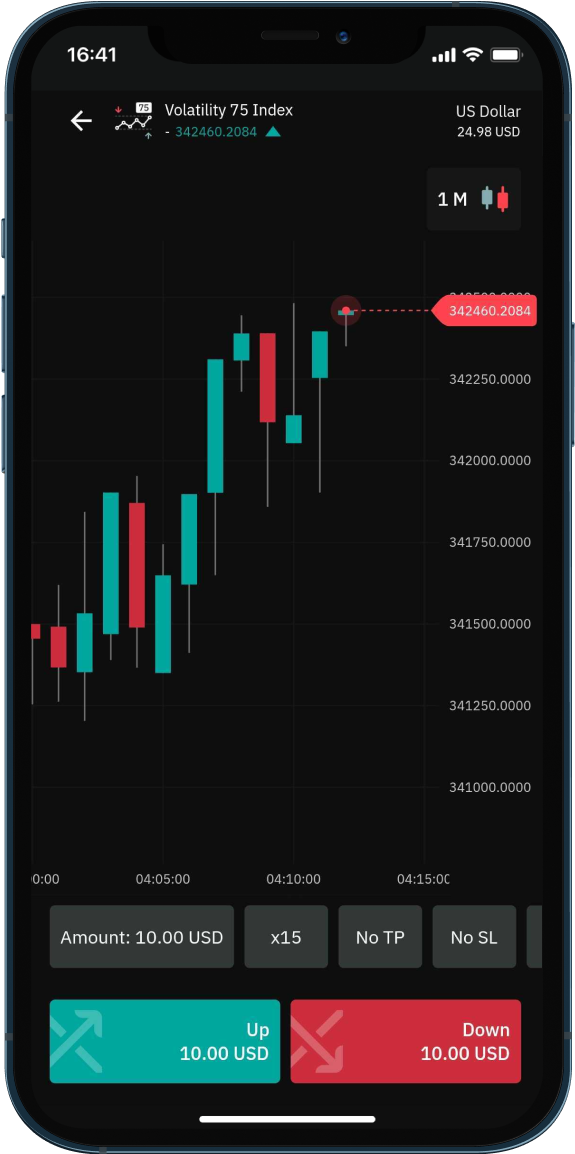 16:41
75
Volatility 75 Index
- 342460.2084
US Dollar
24.98 USD
1 M
342460.2084
342250.0000
342000.0000
341750.0000
341500.0000
341250.0000
341000.0000
0:00
04:05:00
04:10:00
04:15:00
Amount: 10.00 USD
x15
No TP
No SL
Up
10.00 USD
Down
10.00 USD